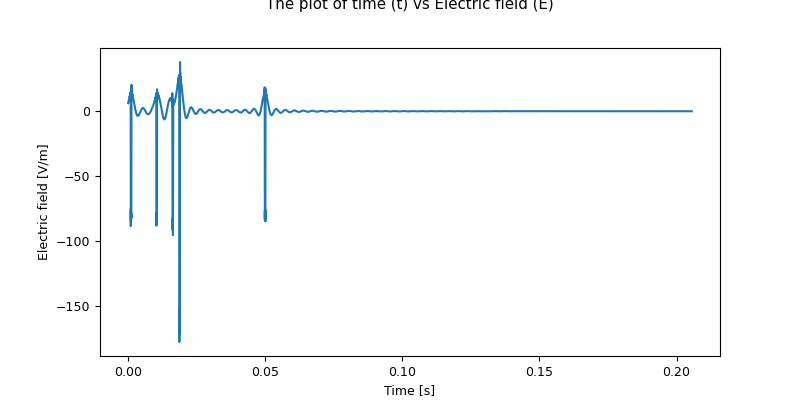 The plot of time (t) vs Electric field (E)
0
−50
−100
−150
Electric field [V/m]
0.00 0.05 0.10 0.15 0.20
Time [s]